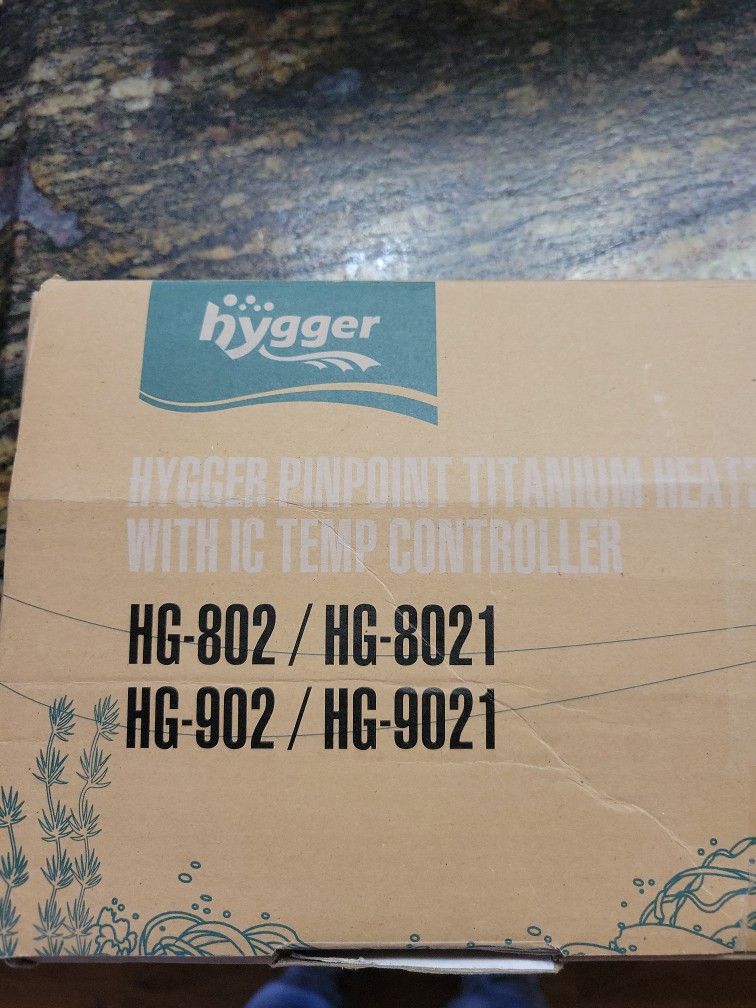 hygger
HYGGER PINPOINT TITANIUM
WITH IC TEMP CONTROLLER
HG-802 / HG-8021
HG-902 / HG-9021